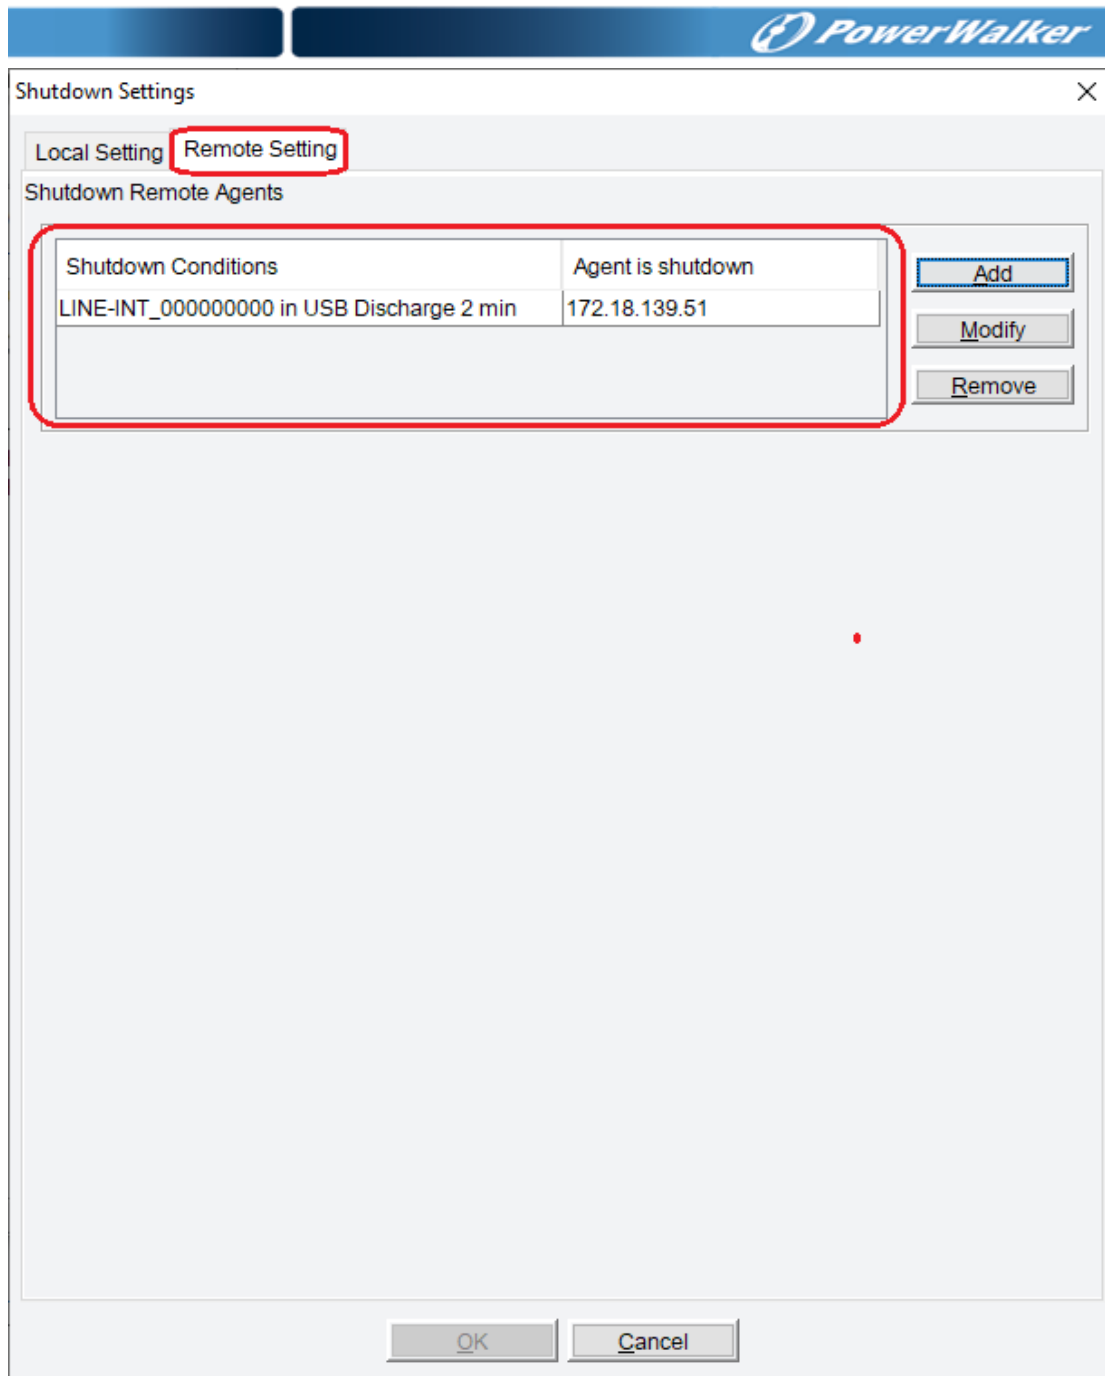 PowerWalker
Shutdown Settings
Local Setting Remote Setting
Shutdown Remote Agents
Shutdown Conditions Agent is shutdown
LINE-INT_000000000 in USB Discharge 2 min 172.18.139.51
Add
Modify
Remove
OK Cancel